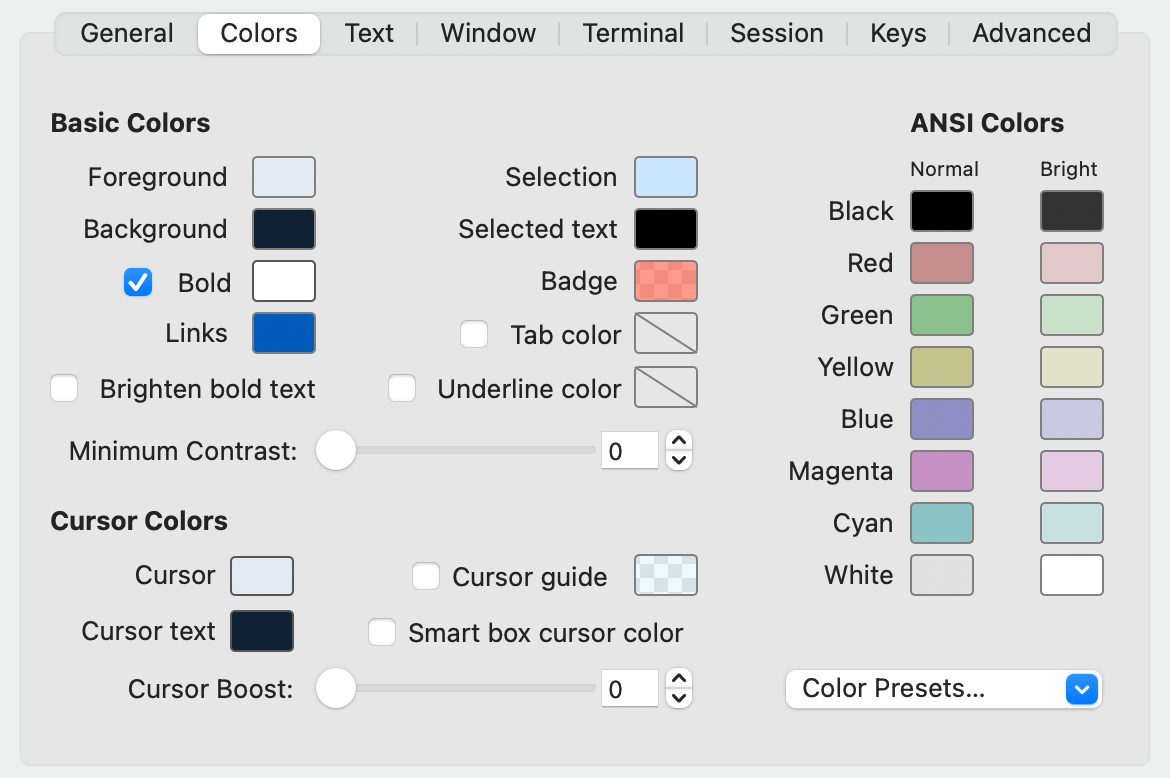 General Colors Text Window Terminal Session Keys Advanced
Basic Colors
Foreground
Background
Bold
Links
Brighten bold text
Selection
Selected text
Badge
Tab color
Underline color
Minimum Contrast: 0
Cursor Colors
Cursor
Cursor text
Cursor guide
Smart box cursor color
Cursor Boost: 0
ANSI Colors
Normal Bright
Black
Red
Green
Yellow
Blue
Magenta
Cyan
White
Color Presets...